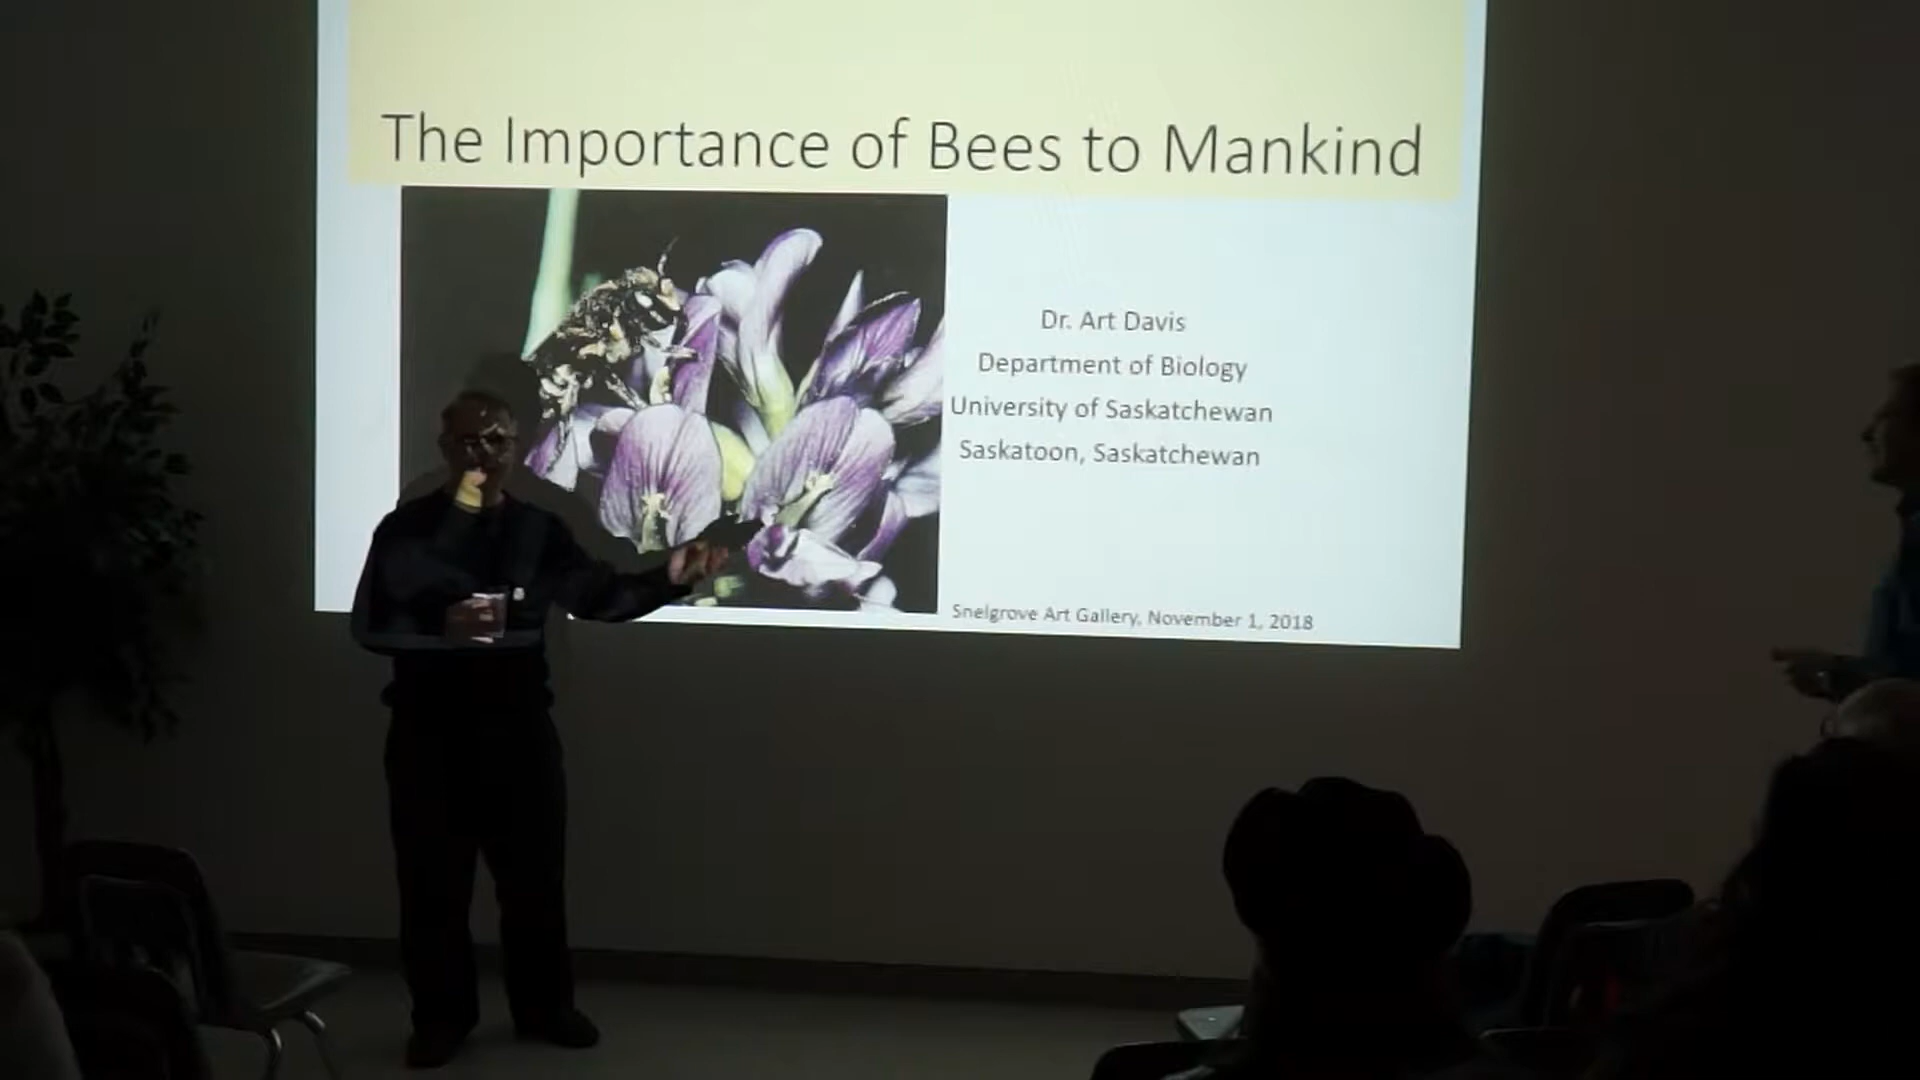 The Importance of Bees to Mankind
Dr. Art Davis
Department of Biology
University of Saskatchewan
Saskatoon, Saskatchewan
Snelgrove Art Gallery, November 1, 2018